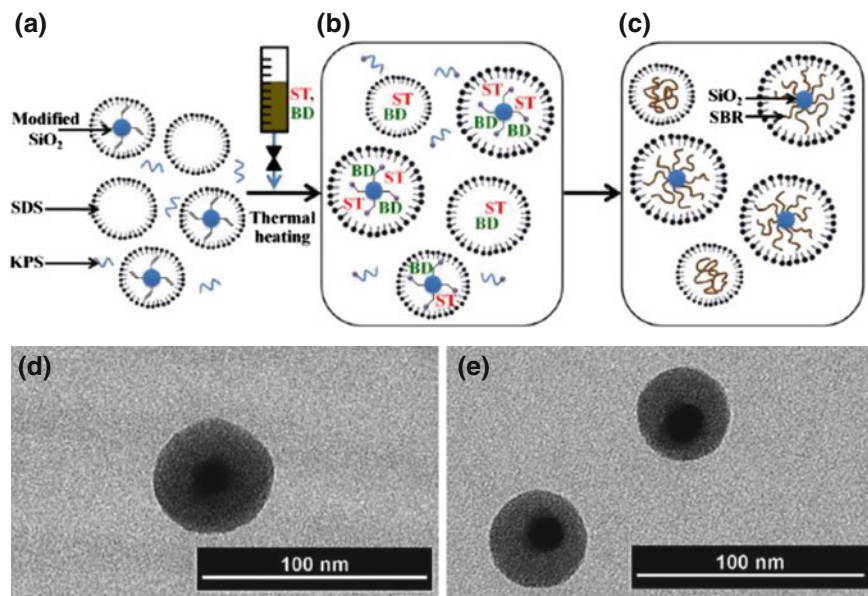 (a)
Modified
SiO₂
SDS
KPS
ST,
BD
Thermal
heating
(b)
ST
BD
ST
ST
BD
BD
BD
ST
ST
BD
ST
BD
BD
ST
(c)
SiO₂
SBR
(d)
100 nm
(e)
100 nm